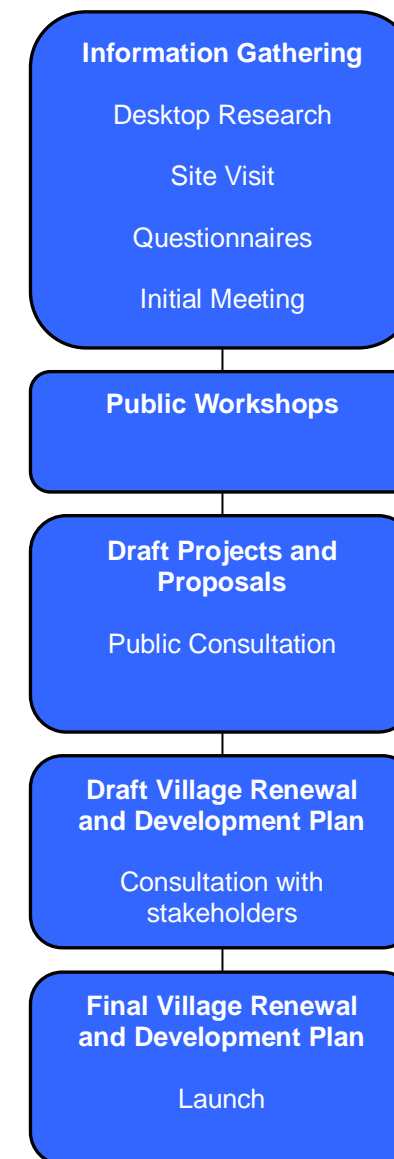 Information Gathering
Desktop Research
Site Visit
Questionnaires
Initial Meeting
Public Workshops
Draft Projects and
Proposals
Public Consultation
Draft Village Renewal
and Development Plan
Consultation with
stakeholders
Final Village Renewal
and Development Plan
Launch